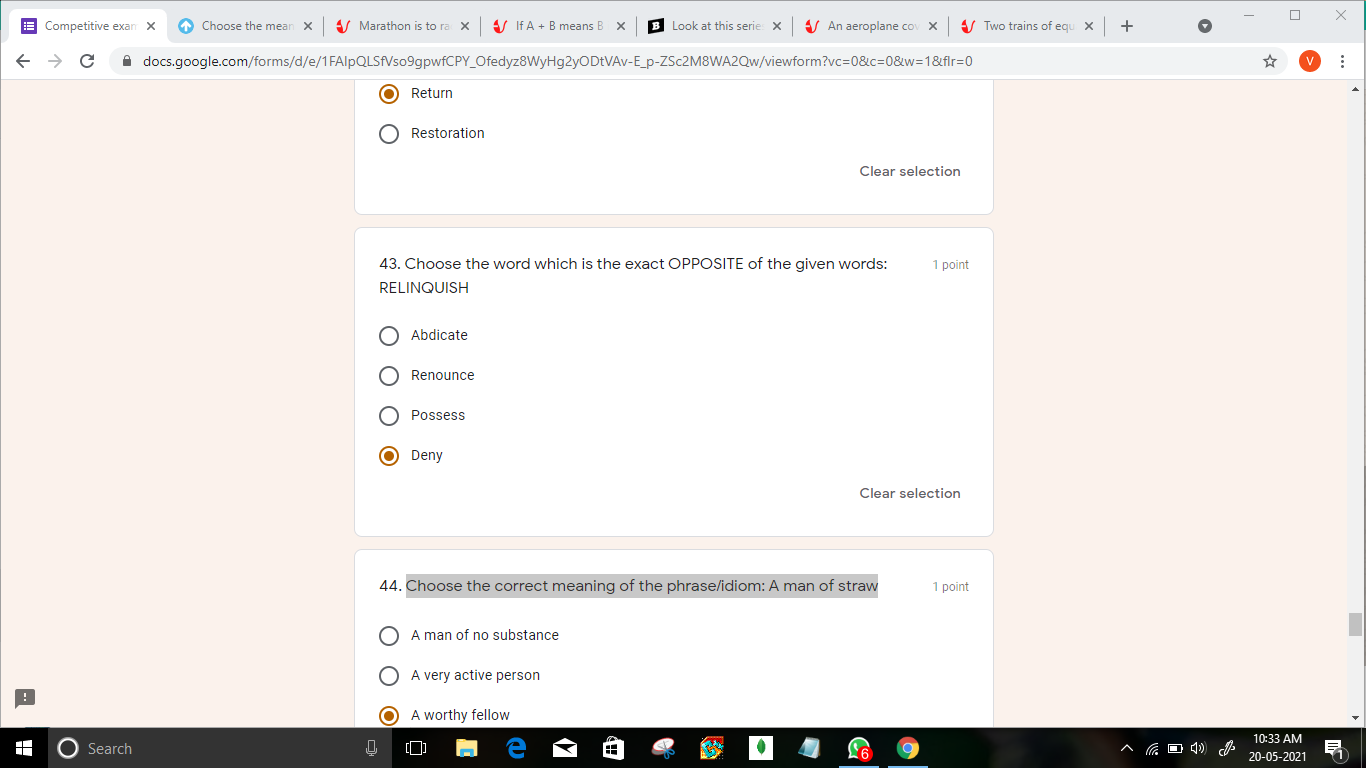 Competitive exam
Choose the mean
Marathon is to ra
If A + B means B
Look at this serie
An aeroplane cov
Two trains of equ
docs.google.com/forms/d/e/1FAIpQLSfVso9gpwfCPY_Ofedyz8WyHg2yODtVAv-E_p-ZSc2M8WA2Qw/viewform?vc=0&c=0&w=1&flr=0
V
Return
Restoration
Clear selection
43. Choose the word which is the exact OPPOSITE of the given words: 1 point
RELINQUISH
Abdicate
Renounce
Possess
Deny
Clear selection
44. Choose the correct meaning of the phrase/idiom: A man of straw 1 point
A man of no substance
A very active person
A worthy fellow
Search
6
10:33 AM
20-05-2021
1